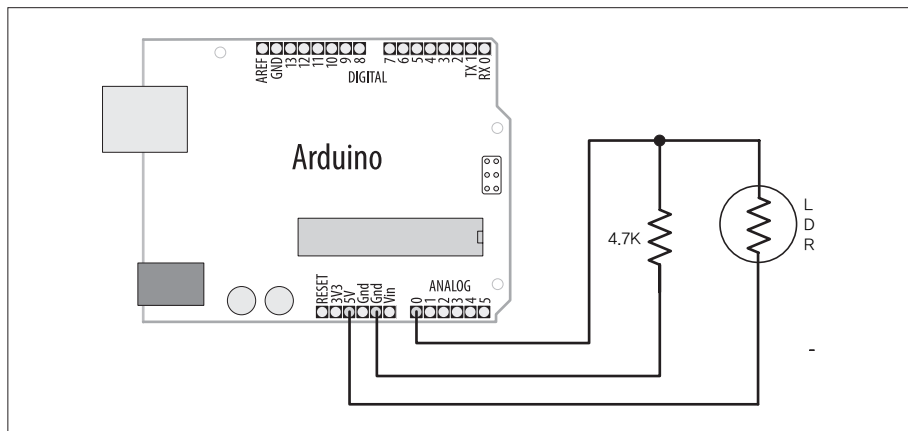 AREF GND 13 12 11 10 9 8 7 6 5 4 3 2 TX 1 RX 0
DIGITAL
Arduino
L
D
R
4.7K
ANALOG
RESET 3V3 5V Gnd Gnd Vin 0 1 2 3 4 5
-